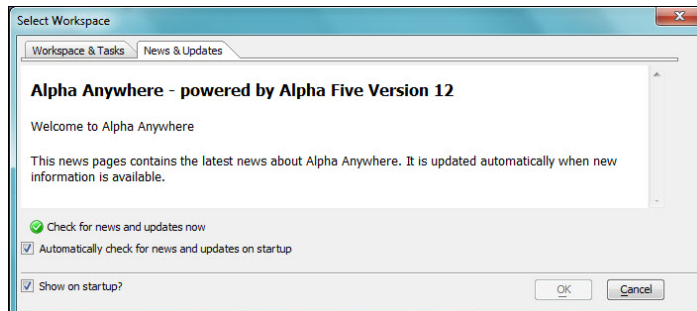 Select Workspace
Workspace & Tasks
News & Updates
Alpha Anywhere - powered by Alpha Five Version 12
Welcome to Alpha Anywhere
This news pages contains the latest news about Alpha Anywhere. It is updated automatically when new
information is available.
Check for news and updates now
Automatically check for news and updates on startup
Show on startup?
OK
Cancel